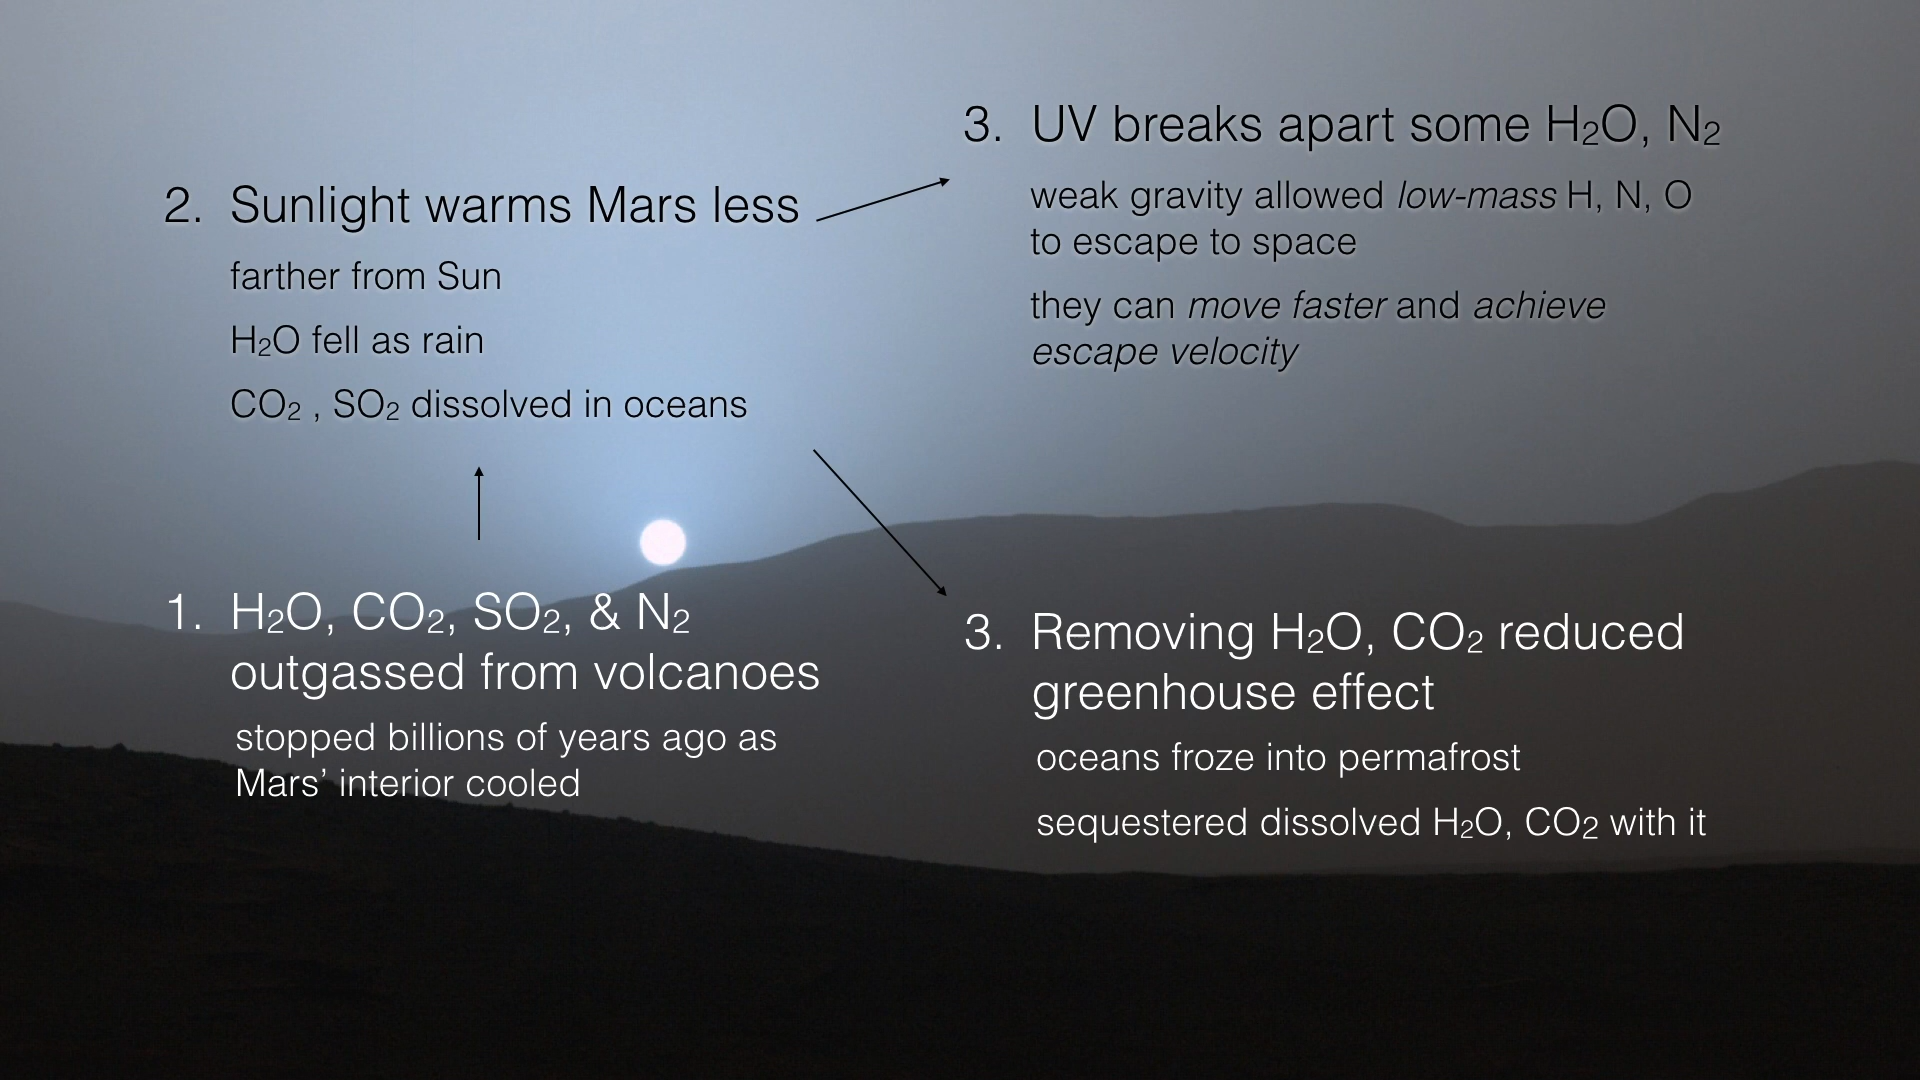 1. H₂O, CO₂, SO₂, & N₂
outgassed from volcanoes
stopped billions of years ago as
Mars’ interior cooled
2. Sunlight warms Mars less
farther from Sun
H₂O fell as rain
CO₂ , SO₂ dissolved in oceans
3. UV breaks apart some H₂O, N₂
weak gravity allowed low-mass H, N, O
to escape to space
they can move faster and achieve
escape velocity
3. Removing H₂O, CO₂ reduced
greenhouse effect
oceans froze into permafrost
sequestered dissolved H₂O, CO₂ with it